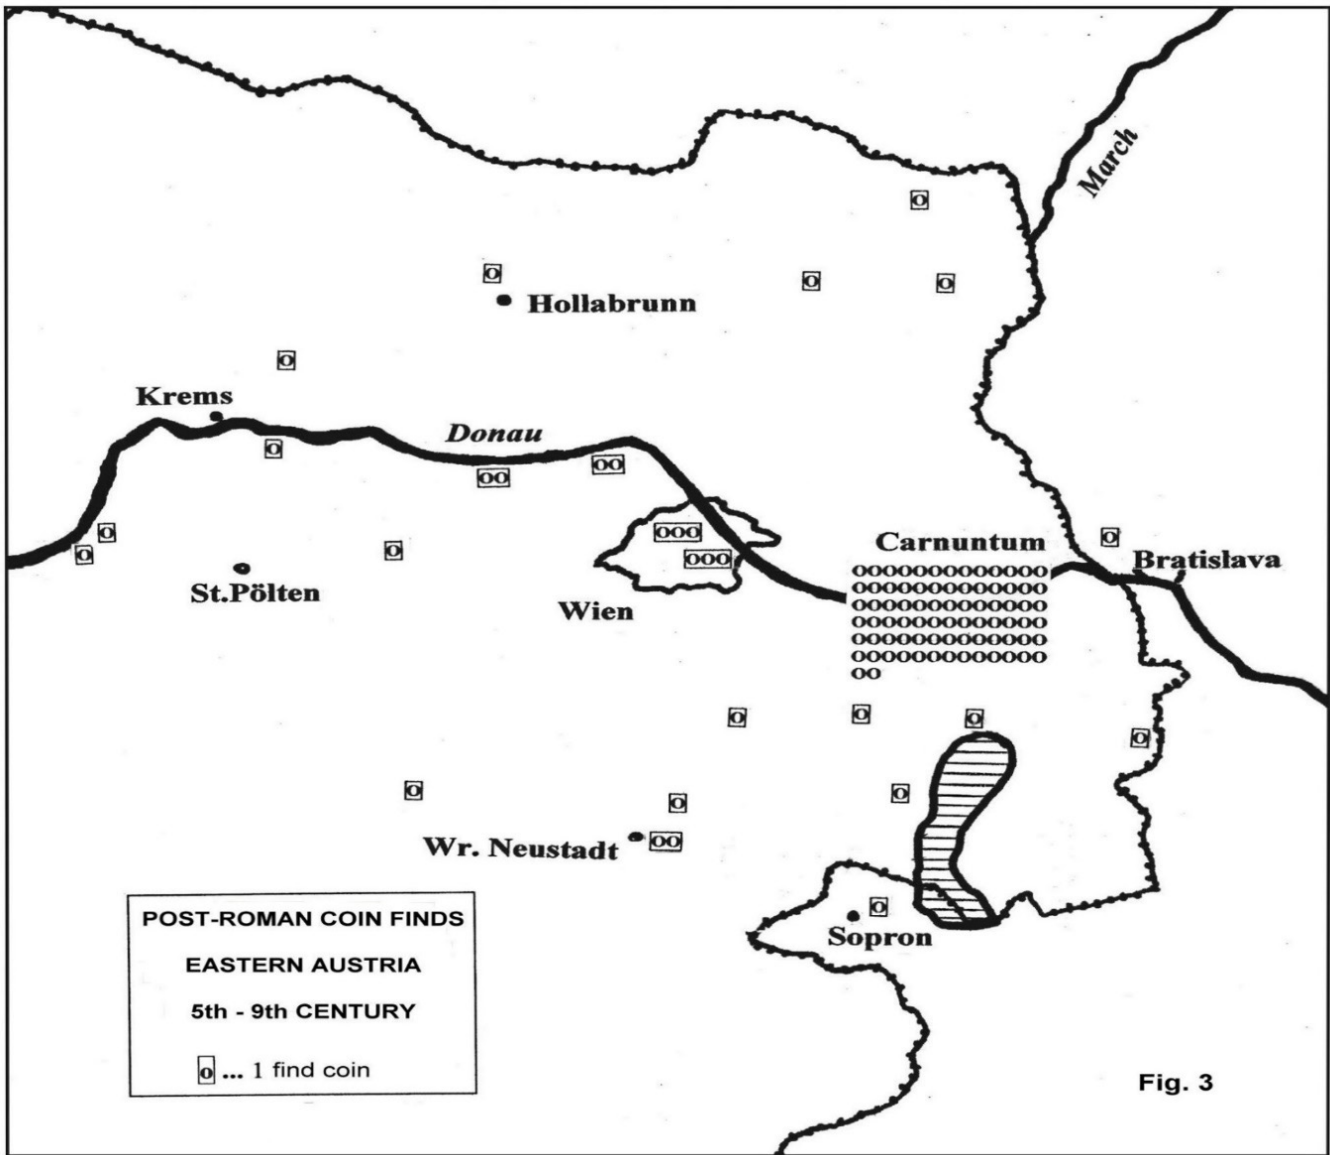 March
Hollabrunn
Krems
Donau
Carnuntum
Bratislava
St.Pölten
Wien
Wr. Neustadt
Sopron
POST-ROMAN COIN FINDS
EASTERN AUSTRIA
5th - 9th CENTURY
o ... 1 find coin
Fig. 3